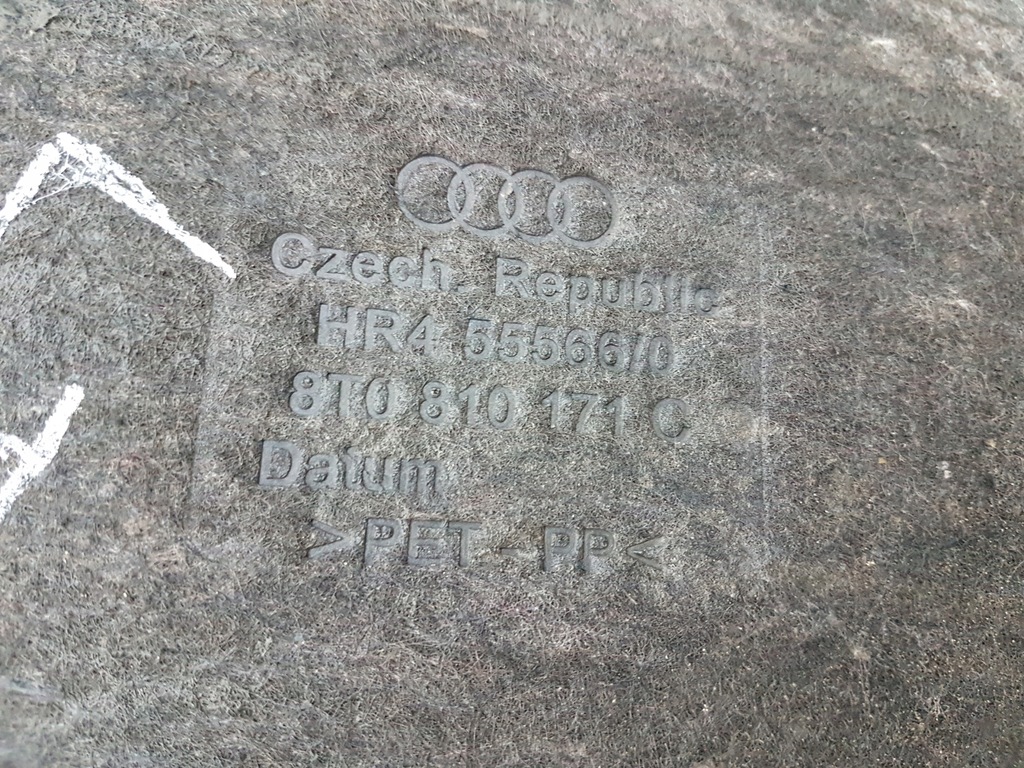 Czech. Republic
HR4 55566/0
8T0 810 171 C
Datum
>PET-PP<